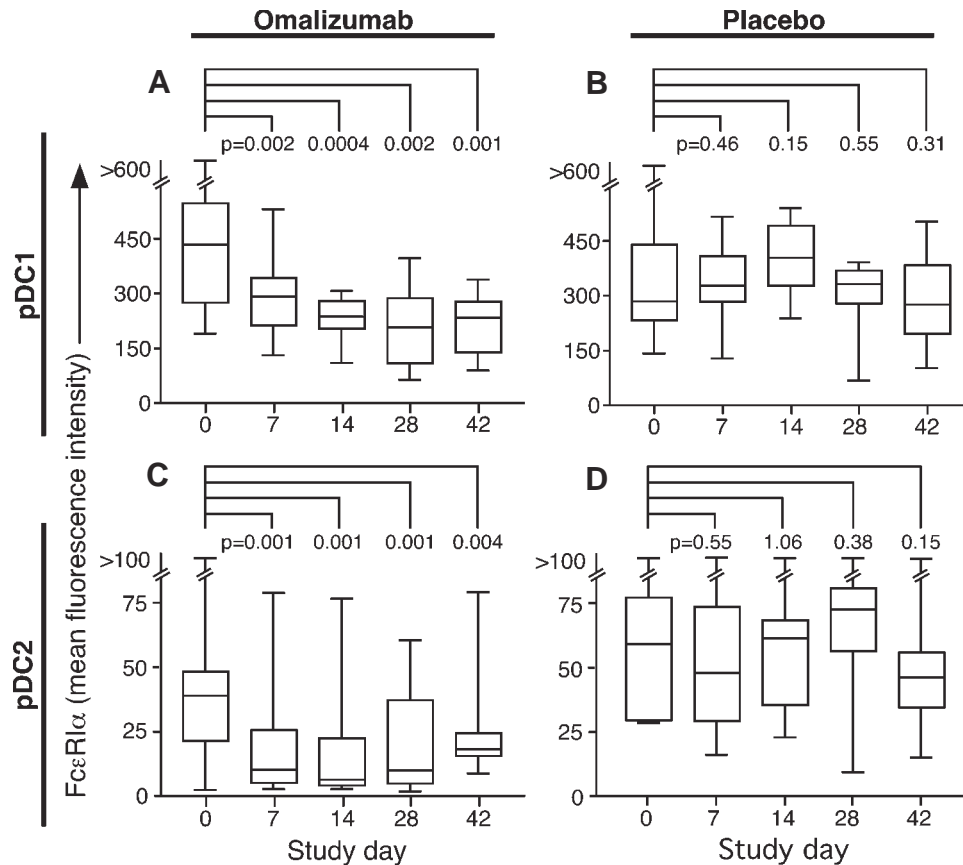 Omalizumab Placebo
A B
p=0.002 0.0004 0.002 0.001
p=0.46 0.15 0.55 0.31
>600
450
300
150
0
0 7 14 28 42
>600
450
300
150
0
0 7 14 28 42
pDC1
FcεRIα (mean fluorescence intensity)
C D
p=0.001 0.001 0.001 0.004
p=0.55 1.06 0.38 0.15
>100
75
50
25
0
0 7 14 28 42
Study day
>100
75
50
25
0
0 7 14 28 42
Study day
pDC2